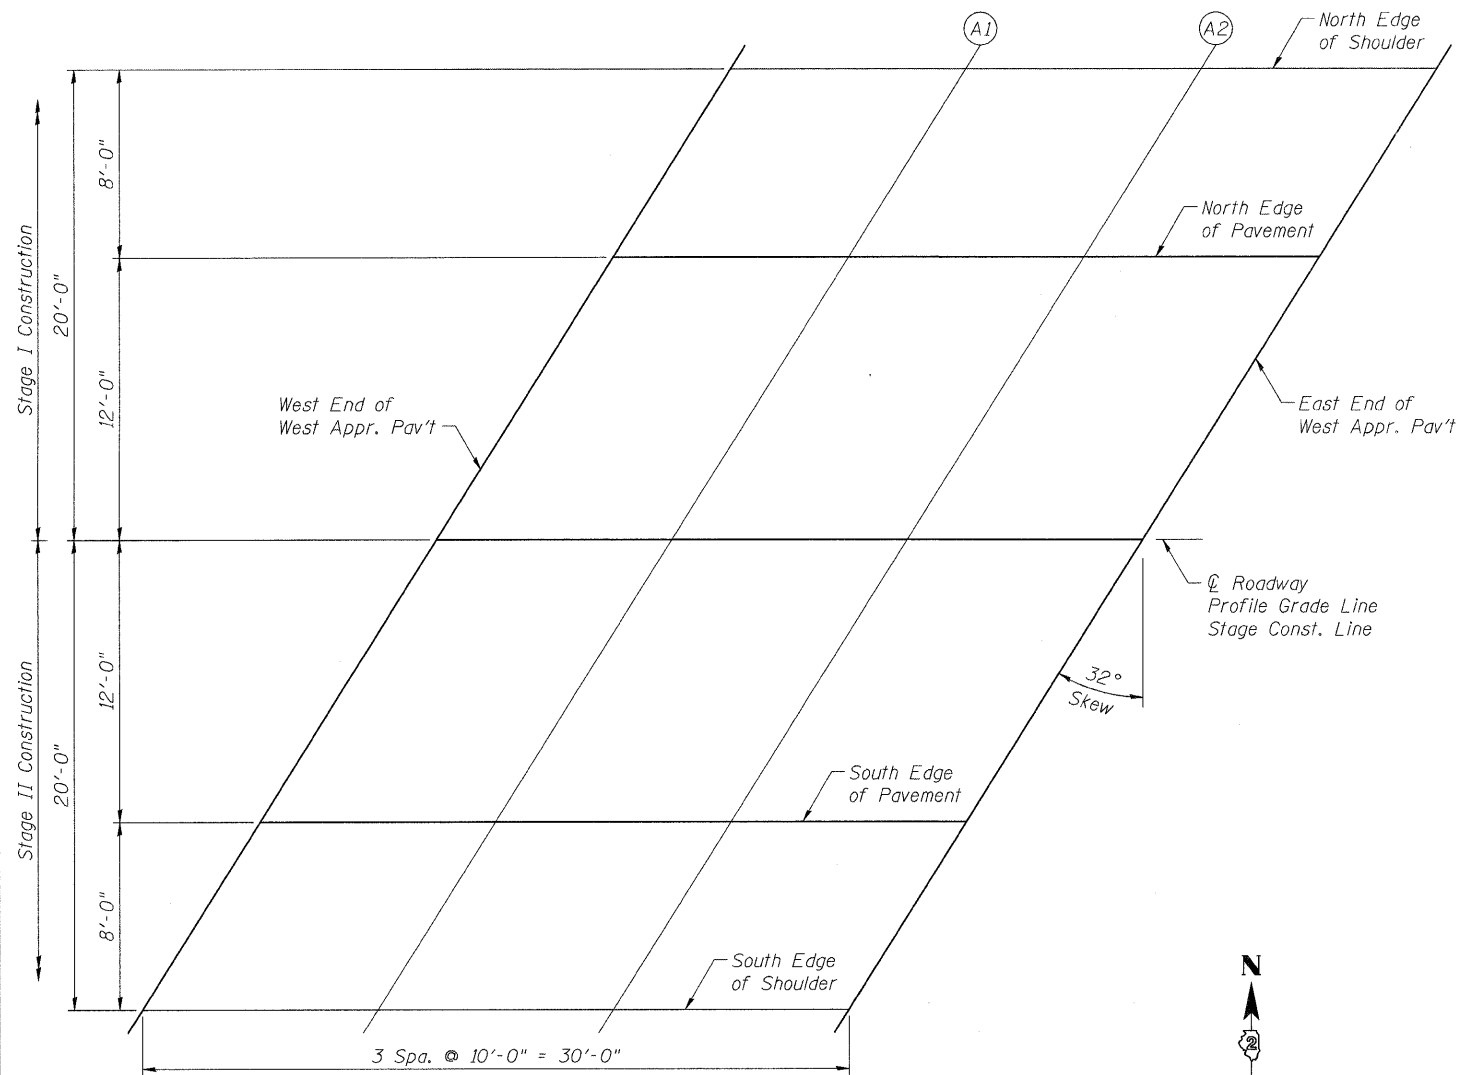 A1
A2
North Edge
of Shoulder
8'-0"
North Edge
of Pavement
Stage I Construction
20'-0"
12'-0"
West End of
West Appr. Pav't
East End of
West Appr. Pav't
℄ Roadway
Profile Grade Line
Stage Const. Line
32°
Skew
12'-0"
Stage II Construction
20'-0"
South Edge
of Pavement
8'-0"
South Edge
of Shoulder
N
2
3 Spa. @ 10'-0" = 30'-0"